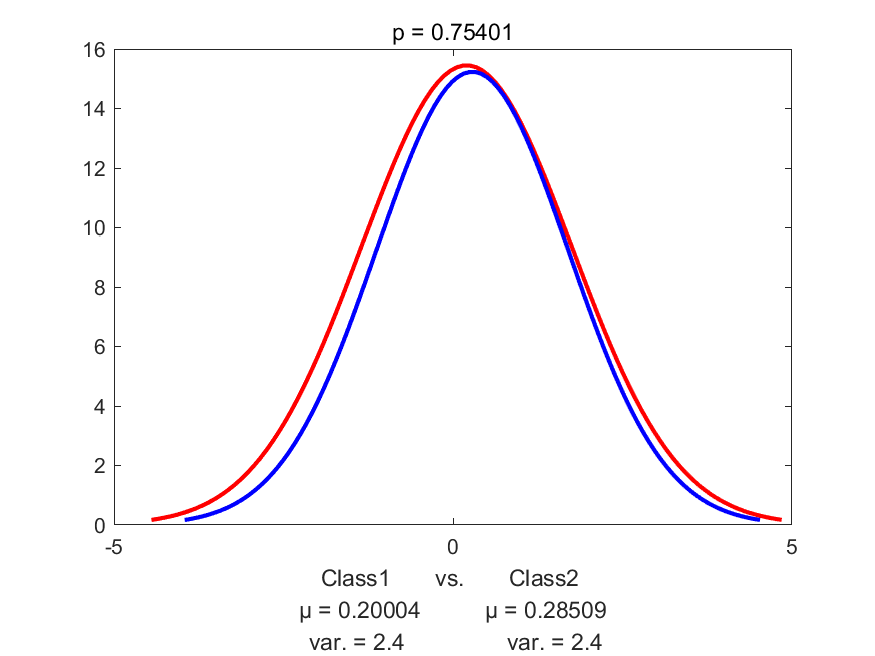 p = 0.75401
16
14
12
10
8
6
4
2
0
-5 0 5
Class1 vs. Class2
μ = 0.20004 μ = 0.28509
var. = 2.4 var. = 2.4